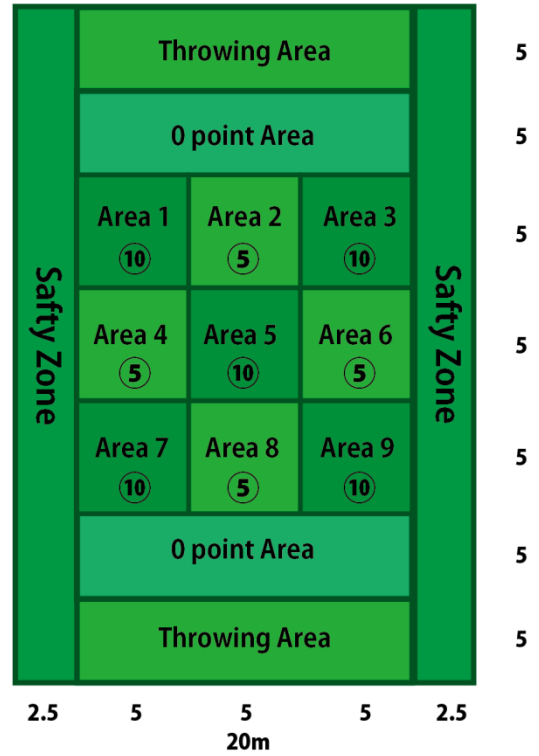 Throwing Area
5
0 point Area
5
Area 1
Area 2
Area 3
5
10
5
10
Safty Zone
Safty Zone
Area 4
Area 5
Area 6
5
5
10
5
Area 7
Area 8
Area 9
5
10
5
10
0 point Area
5
Throwing Area
5
2.5 5 5 5 2.5
20m